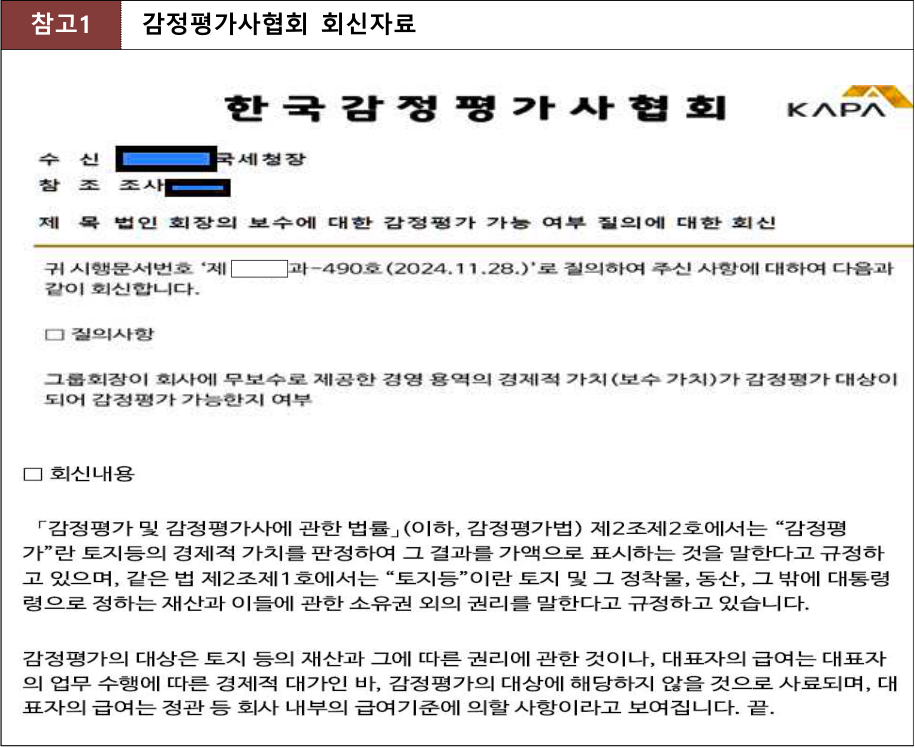 참고1 감정평가사협회 회신자료
한국감정평가사협회 KAPA
수 신 국세청장
참 조 조사
제 목 법인 회장의 보수에 대한 감정평가 가능 여부 질의에 대한 회신
귀 시행문서번호 ‘제 과-490호(2024.11.28.)’로 질의하여 주신 사항에 대하여 다음과
같이 회신합니다.
□ 질의사항
그룹회장이 회사에 무보수로 제공한 경영 용역의 경제적 가치(보수 가치)가 감정평가 대상이
되어 감정평가 가능한지 여부
□ 회신내용
「감정평가 및 감정평가사에 관한 법률」(이하, 감정평가법) 제2조제2호에서는 “감정평
가”란 토지등의 경제적 가치를 판정하여 그 결과를 가액으로 표시하는 것을 말한다고 규정하
고 있으며, 같은 법 제2조제1호에서는 “토지등”이란 토지 및 그 정착물, 동산, 그 밖에 대통령
령으로 정하는 재산과 이들에 관한 소유권 외의 권리를 말한다고 규정하고 있습니다.
감정평가의 대상은 토지 등의 재산과 그에 따른 권리에 관한 것이나, 대표자의 급여는 대표자
의 업무 수행에 따른 경제적 대가인 바, 감정평가의 대상에 해당하지 않을 것으로 사료되며, 대
표자의 급여는 정관 등 회사 내부의 급여기준에 의할 사항이라고 보여집니다. 끝.